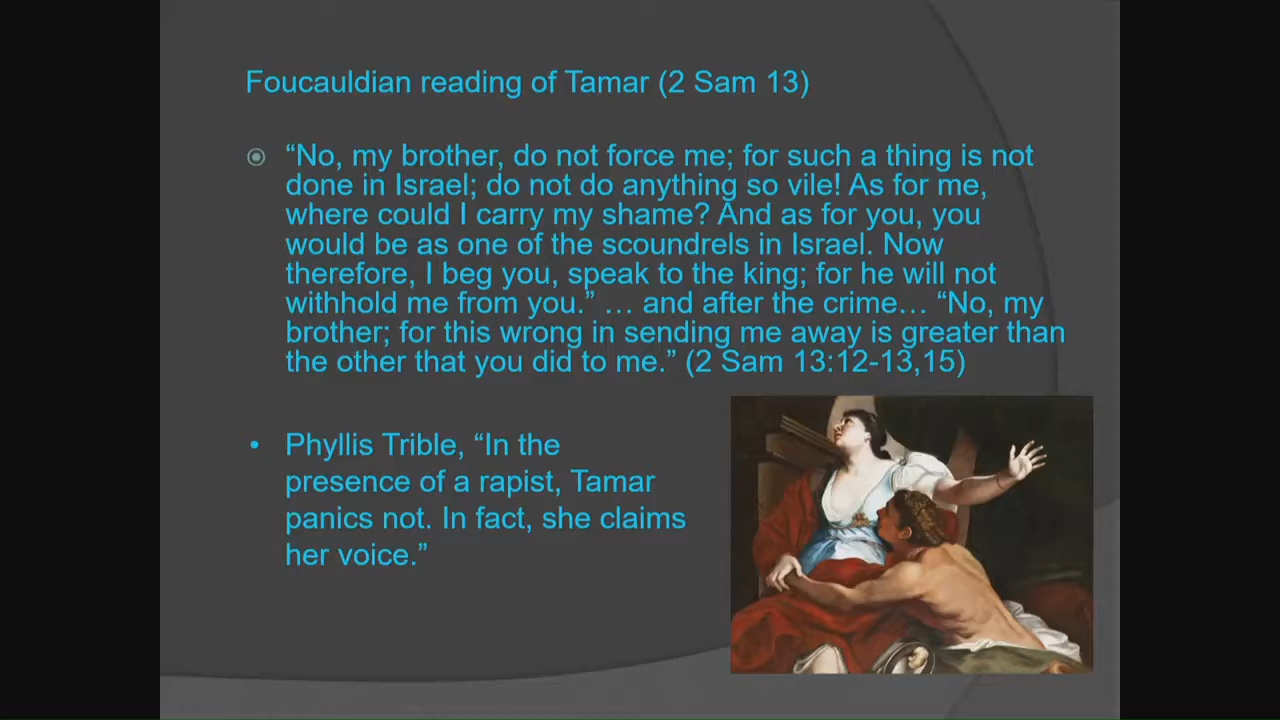 Foucauldian reading of Tamar (2 Sam 13)
“No, my brother, do not force me; for such a thing is not
done in Israel; do not do anything so vile! As for me,
where could I carry my shame? And as for you, you
would be as one of the scoundrels in Israel. Now
therefore, I beg you, speak to the king; for he will not
withhold me from you.” … and after the crime… “No, my
brother; for this wrong in sending me away is greater than
the other that you did to me.” (2 Sam 13:12-13,15)
• Phyllis Trible, “In the
presence of a rapist, Tamar
panics not. In fact, she claims
her voice.”